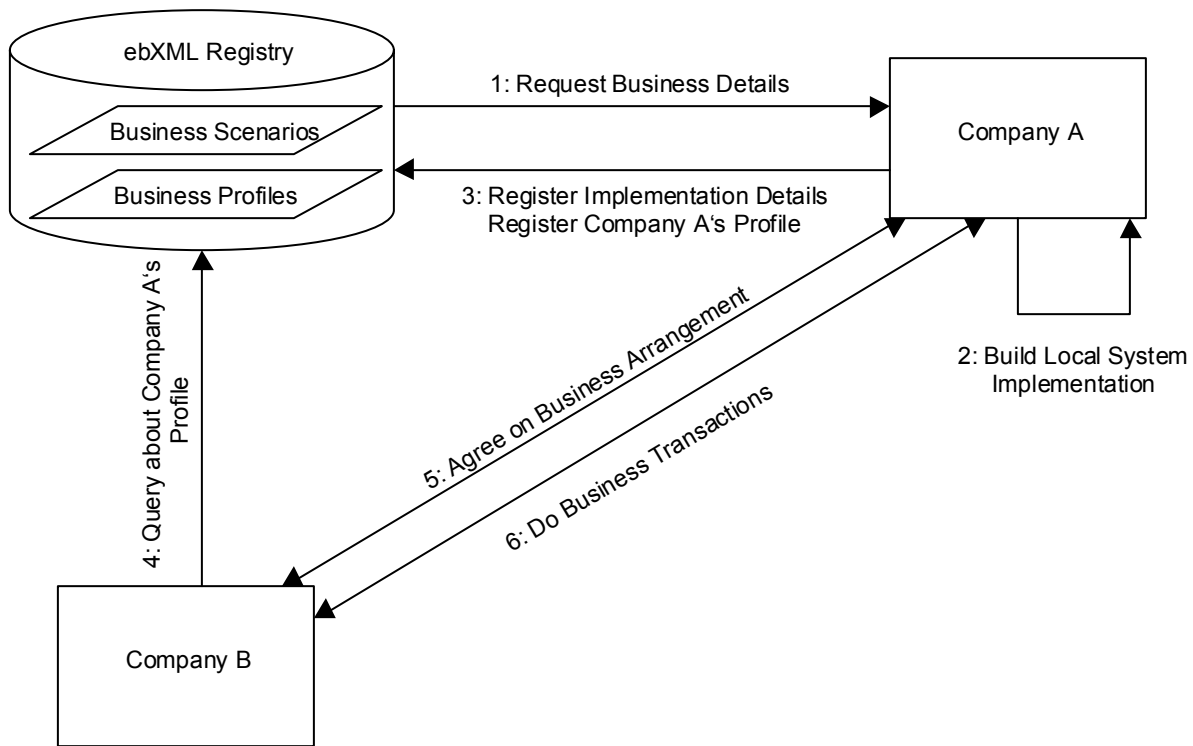 ebXML Registry
Business Scenarios
Business Profiles
1: Request Business Details
Company A
3: Register Implementation Details
Register Company A‘s Profile
2: Build Local System
Implementation
4: Query about Company A‘s
Profile
5: Agree on Business Arrangement
6: Do Business Transactions
Company B